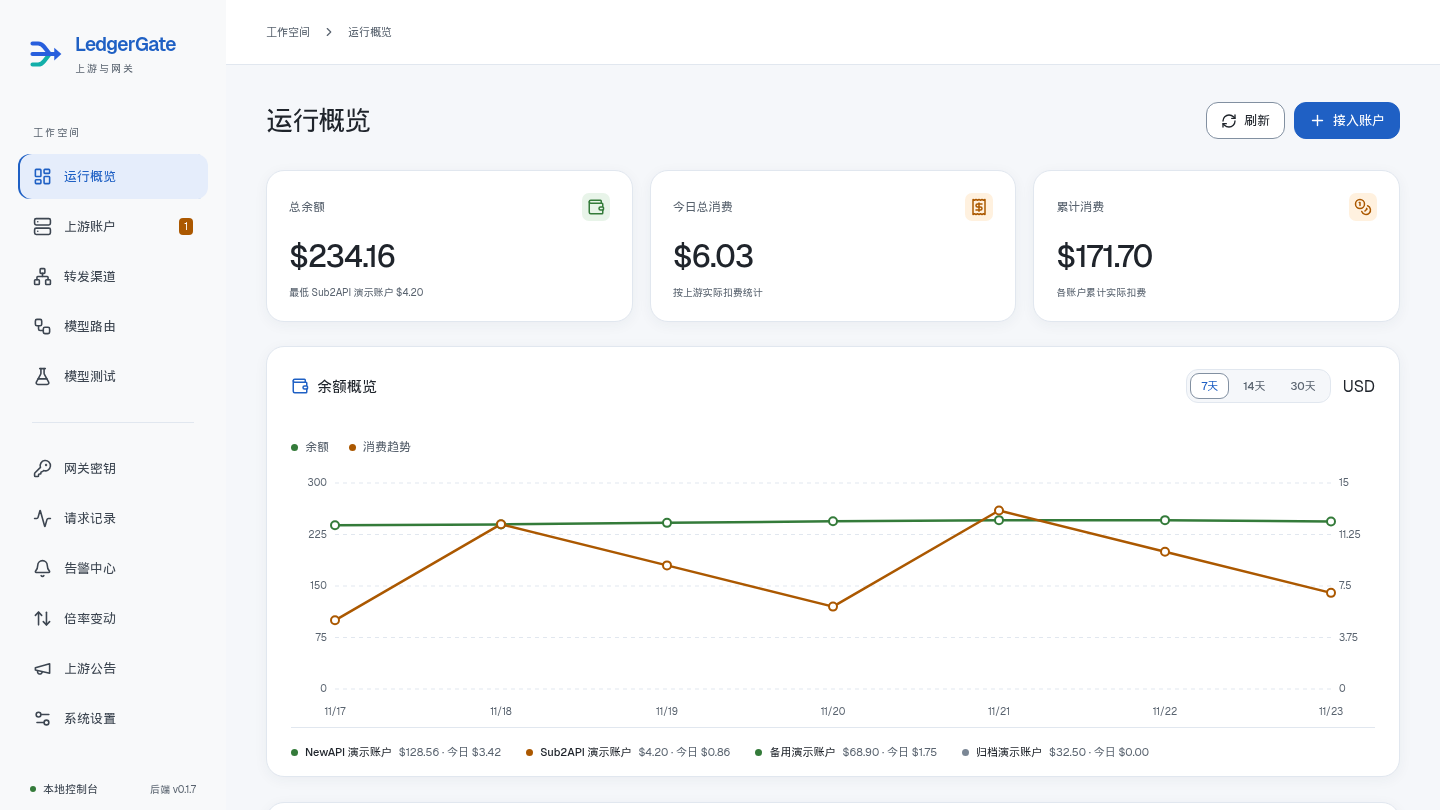 LedgerGate
上游与网关
工作空间
运行概览
上游账户 1
转发渠道
模型路由
模型测试
网关密钥
请求记录
告警中心
倍率变动
上游公告
系统设置
本地控制台 后端 v0.1.7
工作空间 运行概览
运行概览
刷新 接入账户
总余额
$234.16
最低 Sub2API 演示账户 $4.20
今日总消费
$6.03
按上游实际扣费统计
累计消费
$171.70
各账户累计实际扣费
余额概览
7天 14天 30天 USD
余额 消费趋势
300 15
225 11.25
150 7.5
75 3.75
0 0
11/17 11/18 11/19 11/20 11/21 11/22 11/23
NewAPI 演示账户 $128.56 · 今日 $3.42 Sub2API 演示账户 $4.20 · 今日 $0.86 备用演示账户 $68.90 · 今日 $1.75 归档演示账户 $32.50 · 今日 $0.00